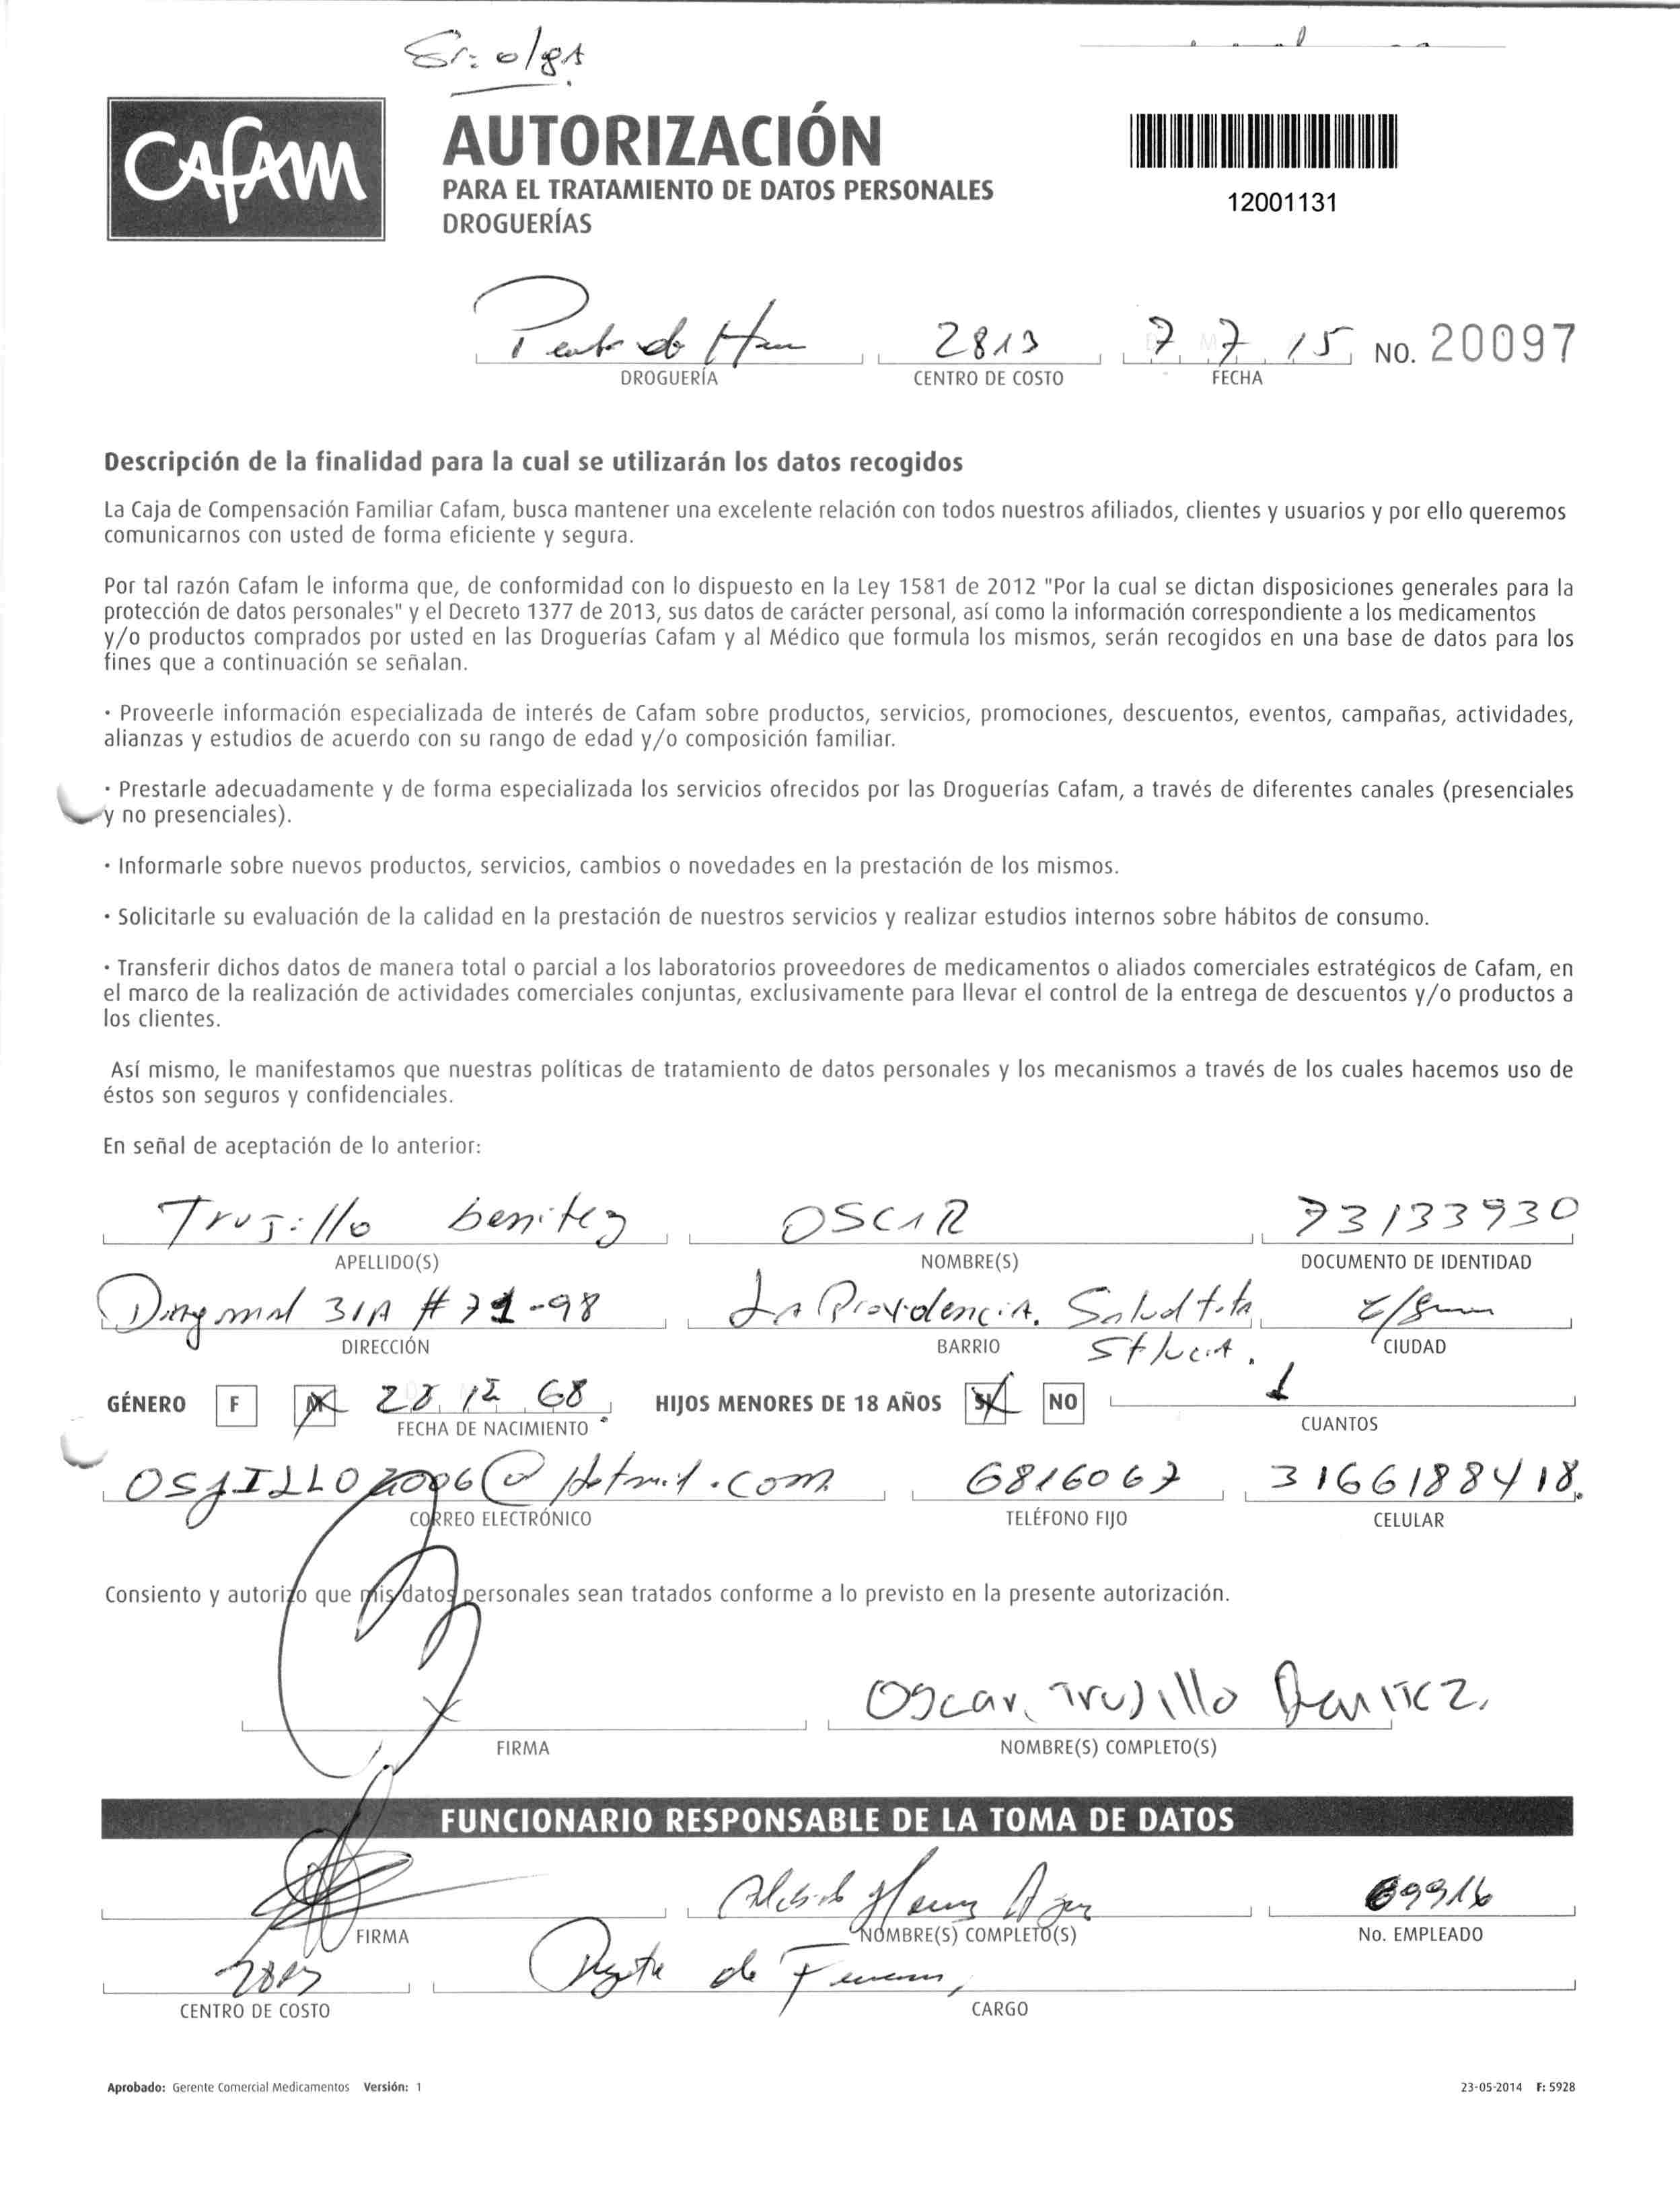 Sr: olgA
CAFAM
AUTORIZACIÓN
PARA EL TRATAMIENTO DE DATOS PERSONALES
DROGUERÍAS
12001131
2813 7 7 15 NO. 20097
DROGUERÍA CENTRO DE COSTO FECHA
Descripción de la finalidad para la cual se utilizarán los datos recogidos
La Caja de Compensación Familiar Cafam, busca mantener una excelente relación con todos nuestros afiliados, clientes y usuarios y por ello queremos
comunicarnos con usted de forma eficiente y segura.
Por tal razón Cafam le informa que, de conformidad con lo dispuesto en la Ley 1581 de 2012 "Por la cual se dictan disposiciones generales para la
protección de datos personales" y el Decreto 1377 de 2013, sus datos de carácter personal, así como la información correspondiente a los medicamentos
y/o productos comprados por usted en las Droguerías Cafam y al Médico que formula los mismos, serán recogidos en una base de datos para los
fines que a continuación se señalan.
· Proveerle información especializada de interés de Cafam sobre productos, servicios, promociones, descuentos, eventos, campañas, actividades,
alianzas y estudios de acuerdo con su rango de edad y/o composición familiar.
· Prestarle adecuadamente y de forma especializada los servicios ofrecidos por las Droguerías Cafam, a través de diferentes canales (presenciales
y no presenciales).
· Informarle sobre nuevos productos, servicios, cambios o novedades en la prestación de los mismos.
· Solicitarle su evaluación de la calidad en la prestación de nuestros servicios y realizar estudios internos sobre hábitos de consumo.
· Transferir dichos datos de manera total o parcial a los laboratorios proveedores de medicamentos o aliados comerciales estratégicos de Cafam, en
el marco de la realización de actividades comerciales conjuntas, exclusivamente para llevar el control de la entrega de descuentos y/o productos a
los clientes.
Así mismo, le manifestamos que nuestras políticas de tratamiento de datos personales y los mecanismos a través de los cuales hacemos uso de
éstos son seguros y confidenciales.
En señal de aceptación de lo anterior:
Trujillo benitez OSCAR 73133930
APELLIDO(S) NOMBRE(S) DOCUMENTO DE IDENTIDAD
Diagonal 31A # 71-98 LA Providencia. C/gena
DIRECCIÓN BARRIO St Lucia. CIUDAD
GÉNERO F M 28 12 68 HIJOS MENORES DE 18 AÑOS SI NO 1
FECHA DE NACIMIENTO CUANTOS
OSJILLO2006@Hotmail.com 6816067 3166188418.
CORREO ELECTRÓNICO TELÉFONO FIJO CELULAR
Consiento y autorizo que mis datos personales sean tratados conforme a lo previsto en la presente autorización.
Oscar. Trujillo Benitez.
FIRMA NOMBRE(S) COMPLETO(S)
FUNCIONARIO RESPONSABLE DE LA TOMA DE DATOS
09916
FIRMA NOMBRE(S) COMPLETO(S) No. EMPLEADO
2813 de
CENTRO DE COSTO CARGO
Aprobado: Gerente Comercial Medicamentos Versión: 1 23-05-2014 F: 5928